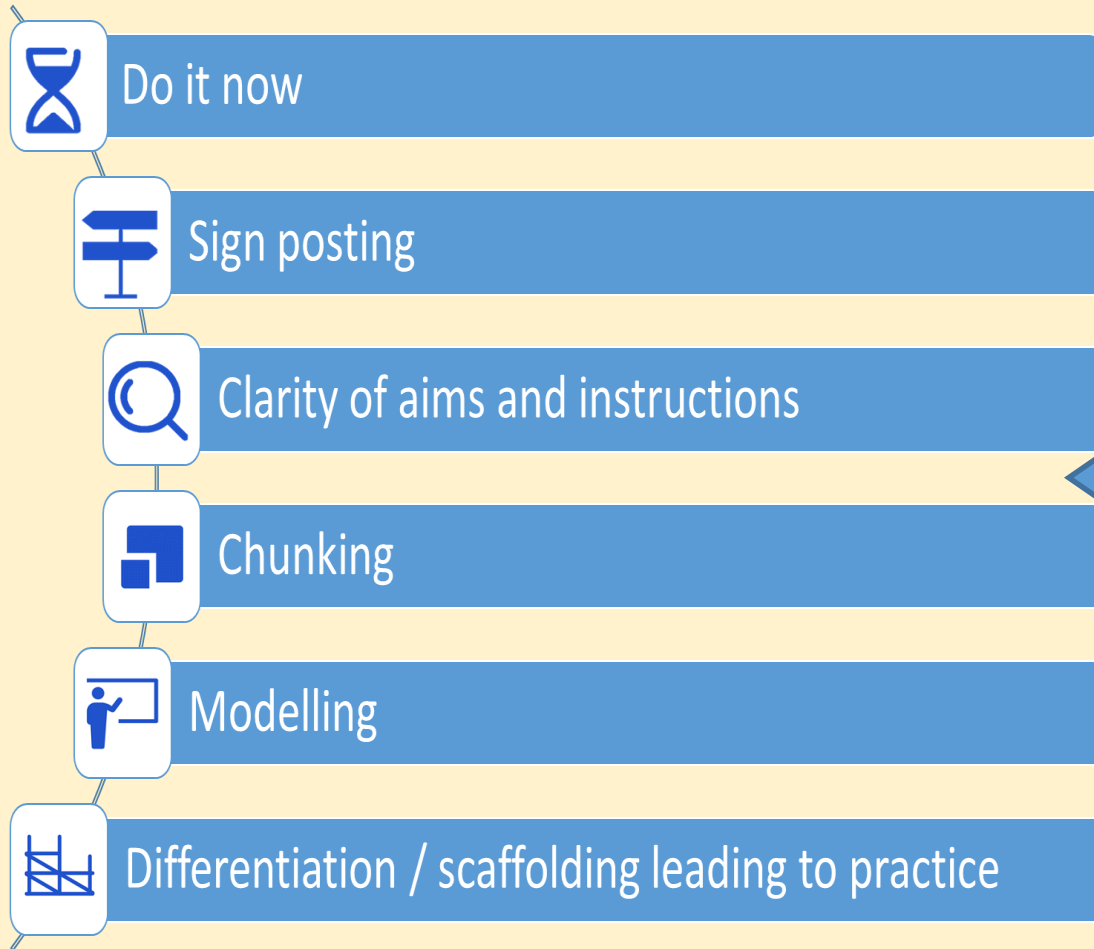 Do it now
Sign posting
Clarity of aims and instructions
Chunking
Modelling
Differentiation / scaffolding leading to practice